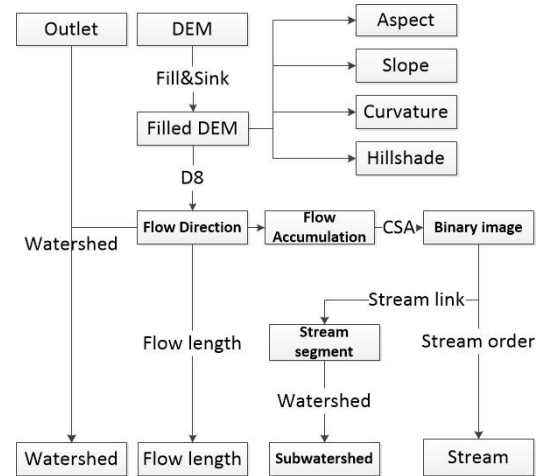 Outlet
DEM
Aspect
Fill&Sink
Slope
Filled DEM
Curvature
Hillshade
D8
Watershed
Flow Direction
Flow
Accumulation
CSA
Binary image
Stream link
Flow length
Stream
segment
Stream order
Watershed
Watershed
Flow length
Subwatershed
Stream